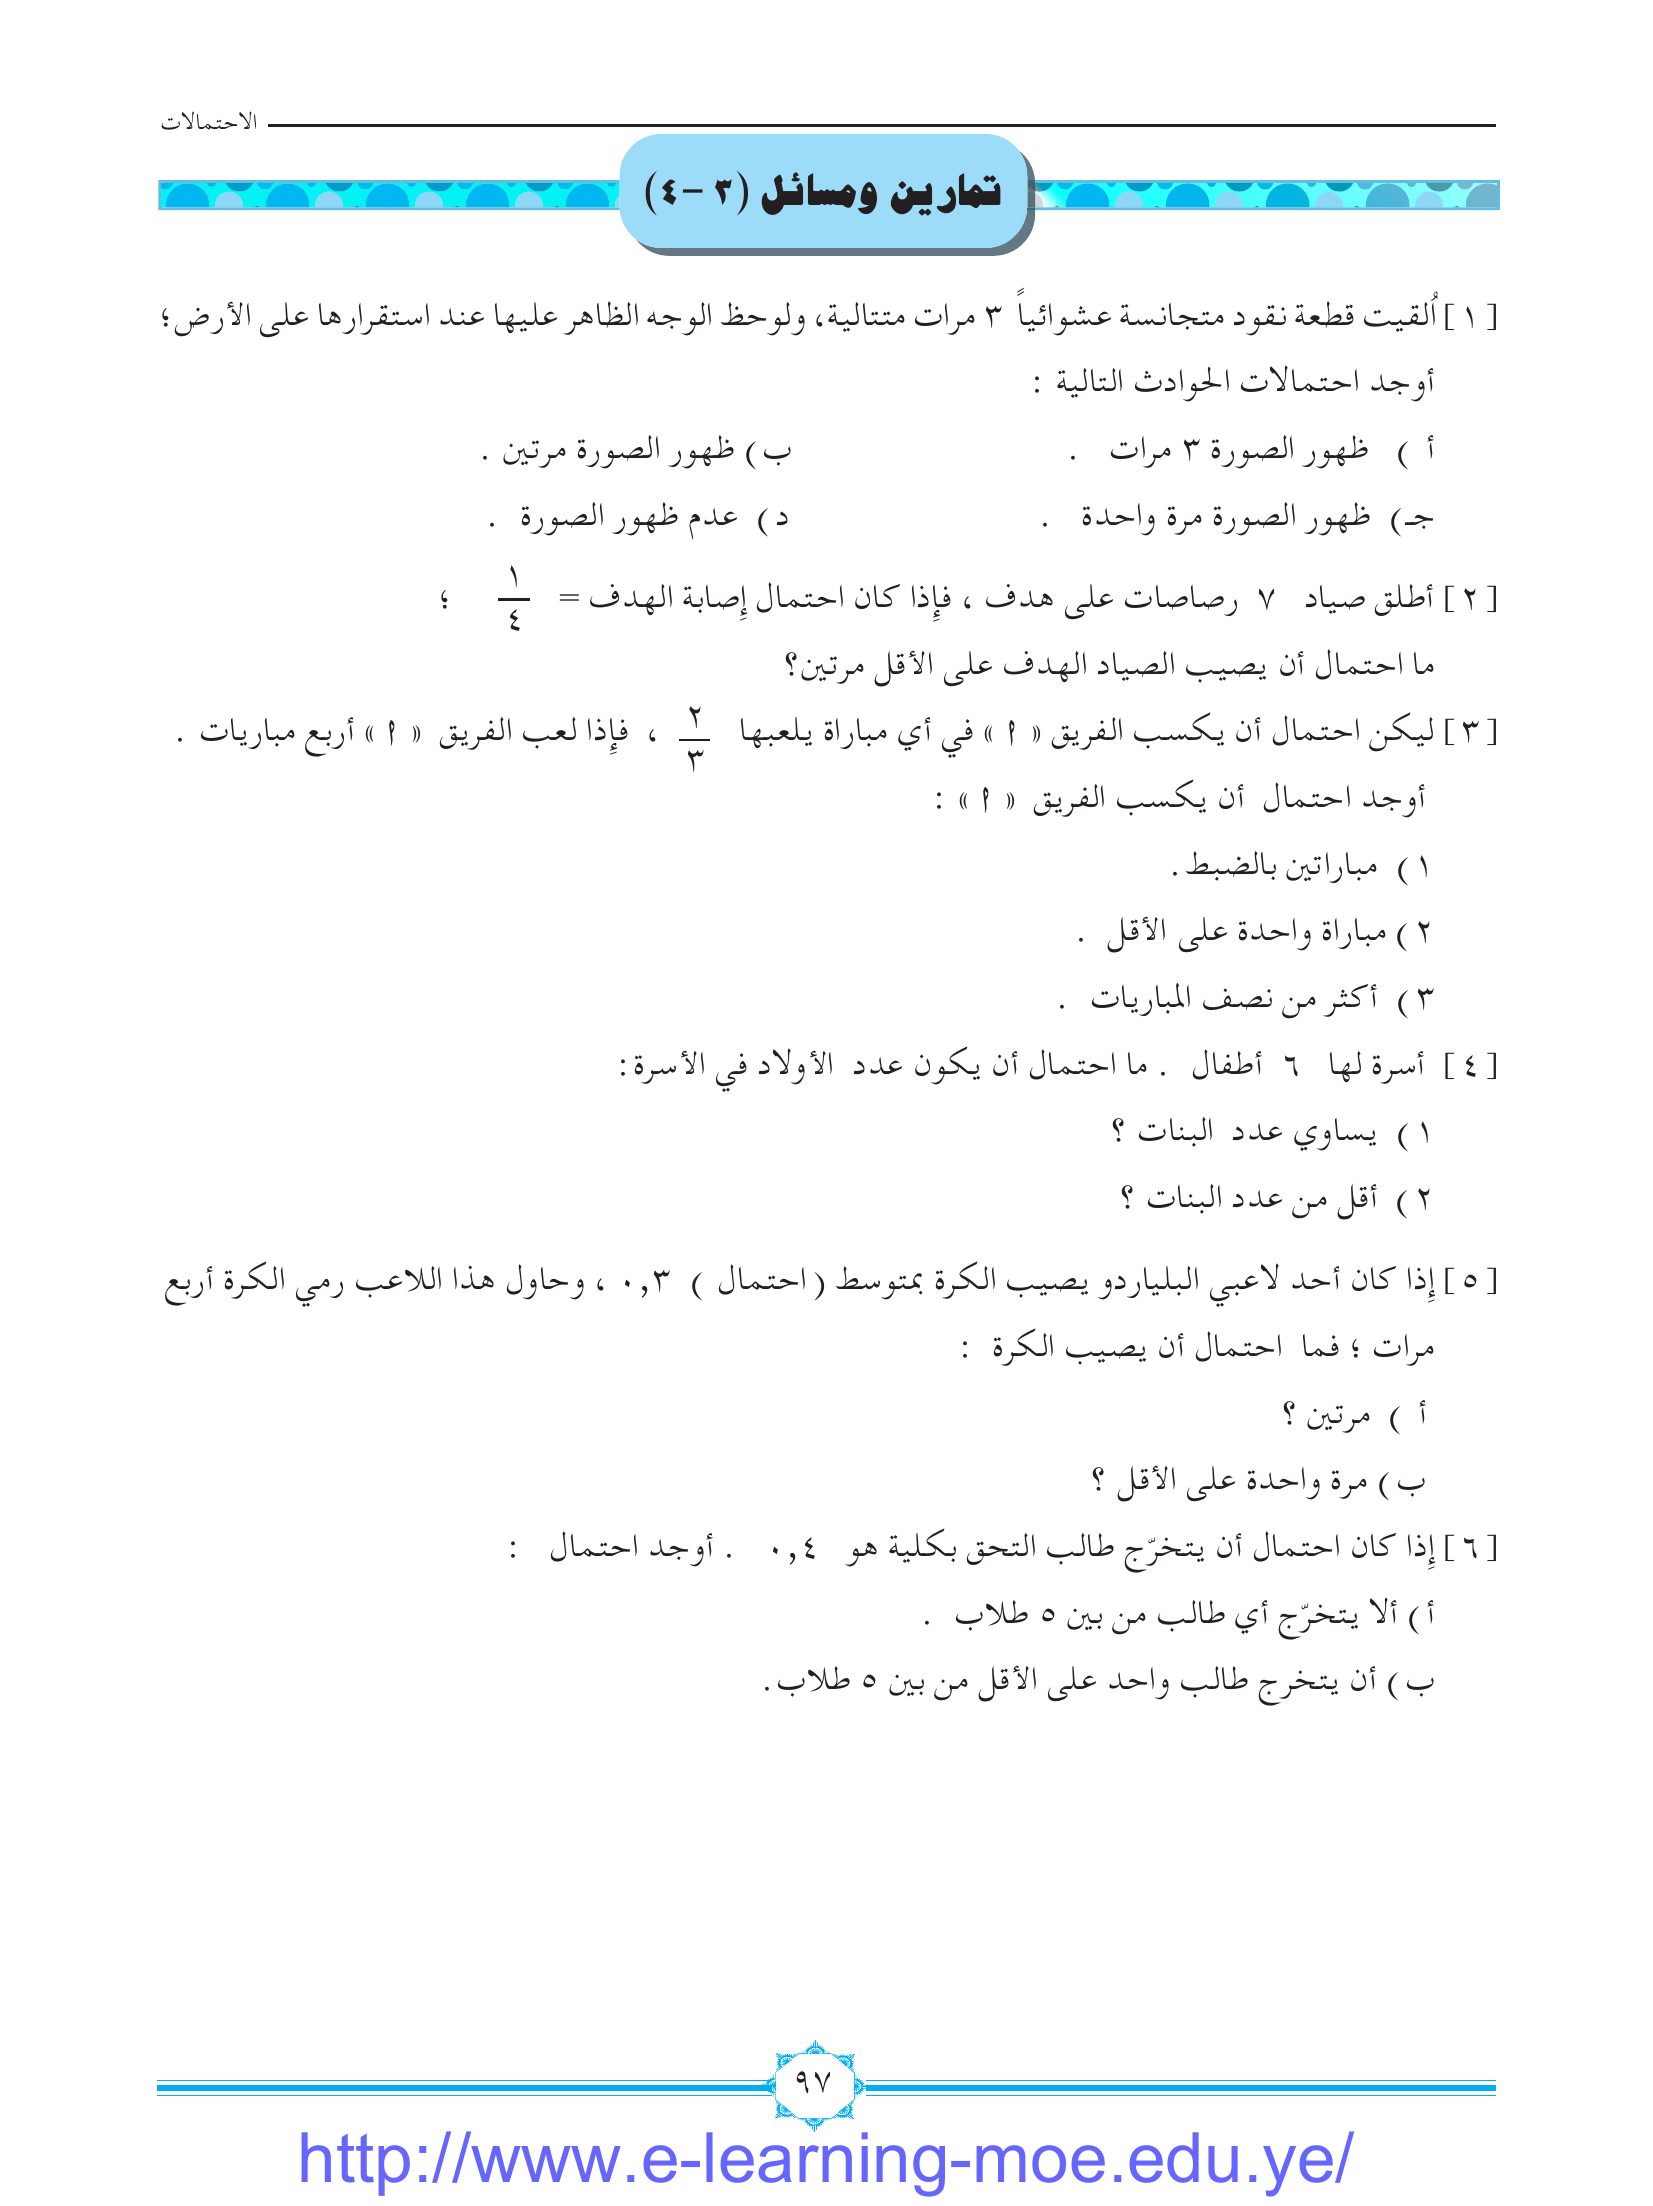 الاحتمالات
تمارين ومسائل (٣ - ٤)
[ ١ ] أُلقيت قطعة نقود متجانسة عشوائياً ٣ مرات متتالية، ولوحظ الوجه الظاهر عليها عند استقرارها على الأرض؛
أوجد احتمالات الحوادث التالية :
أ ) ظهور الصورة ٣ مرات . ب) ظهور الصورة مرتين .
جـ) ظهور الصورة مرة واحدة . د) عدم ظهور الصورة .
[ ٢ ] أطلق صياد ٧ رصاصات على هدف ، فإِذا كان احتمال إِصابة الهدف = ١/٤ ؛
ما احتمال أن يصيب الصياد الهدف على الأقل مرتين؟
[ ٣ ] ليكن احتمال أن يكسب الفريق « ا » في أي مباراة يلعبها ٢/٣ ، فإِذا لعب الفريق « ا » أربع مباريات .
أوجد احتمال أن يكسب الفريق « ا » :
١ ) مباراتين بالضبط .
٢ ) مباراة واحدة على الأقل .
٣ ) أكثر من نصف المباريات .
[ ٤ ] أسرة لها ٦ أطفال . ما احتمال أن يكون عدد الأولاد في الأسرة:
١ ) يساوي عدد البنات ؟
٢ ) أقل من عدد البنات ؟
[ ٥ ] إِذا كان أحد لاعبي البلياردو يصيب الكرة بمتوسط ( احتمال ) ٠,٣ ، وحاول هذا اللاعب رمي الكرة أربع
مرات ؛ فما احتمال أن يصيب الكرة :
أ ) مرتين ؟
ب ) مرة واحدة على الأقل ؟
[ ٦ ] إِذا كان احتمال أن يتخرّج طالب التحق بكلية هو ٠,٤ . أوجد احتمال :
أ ) ألا يتخرّج أي طالب من بين ٥ طلاب .
ب ) أن يتخرج طالب واحد على الأقل من بين ٥ طلاب .
٩٧
http://www.e-learning-moe.edu.ye/